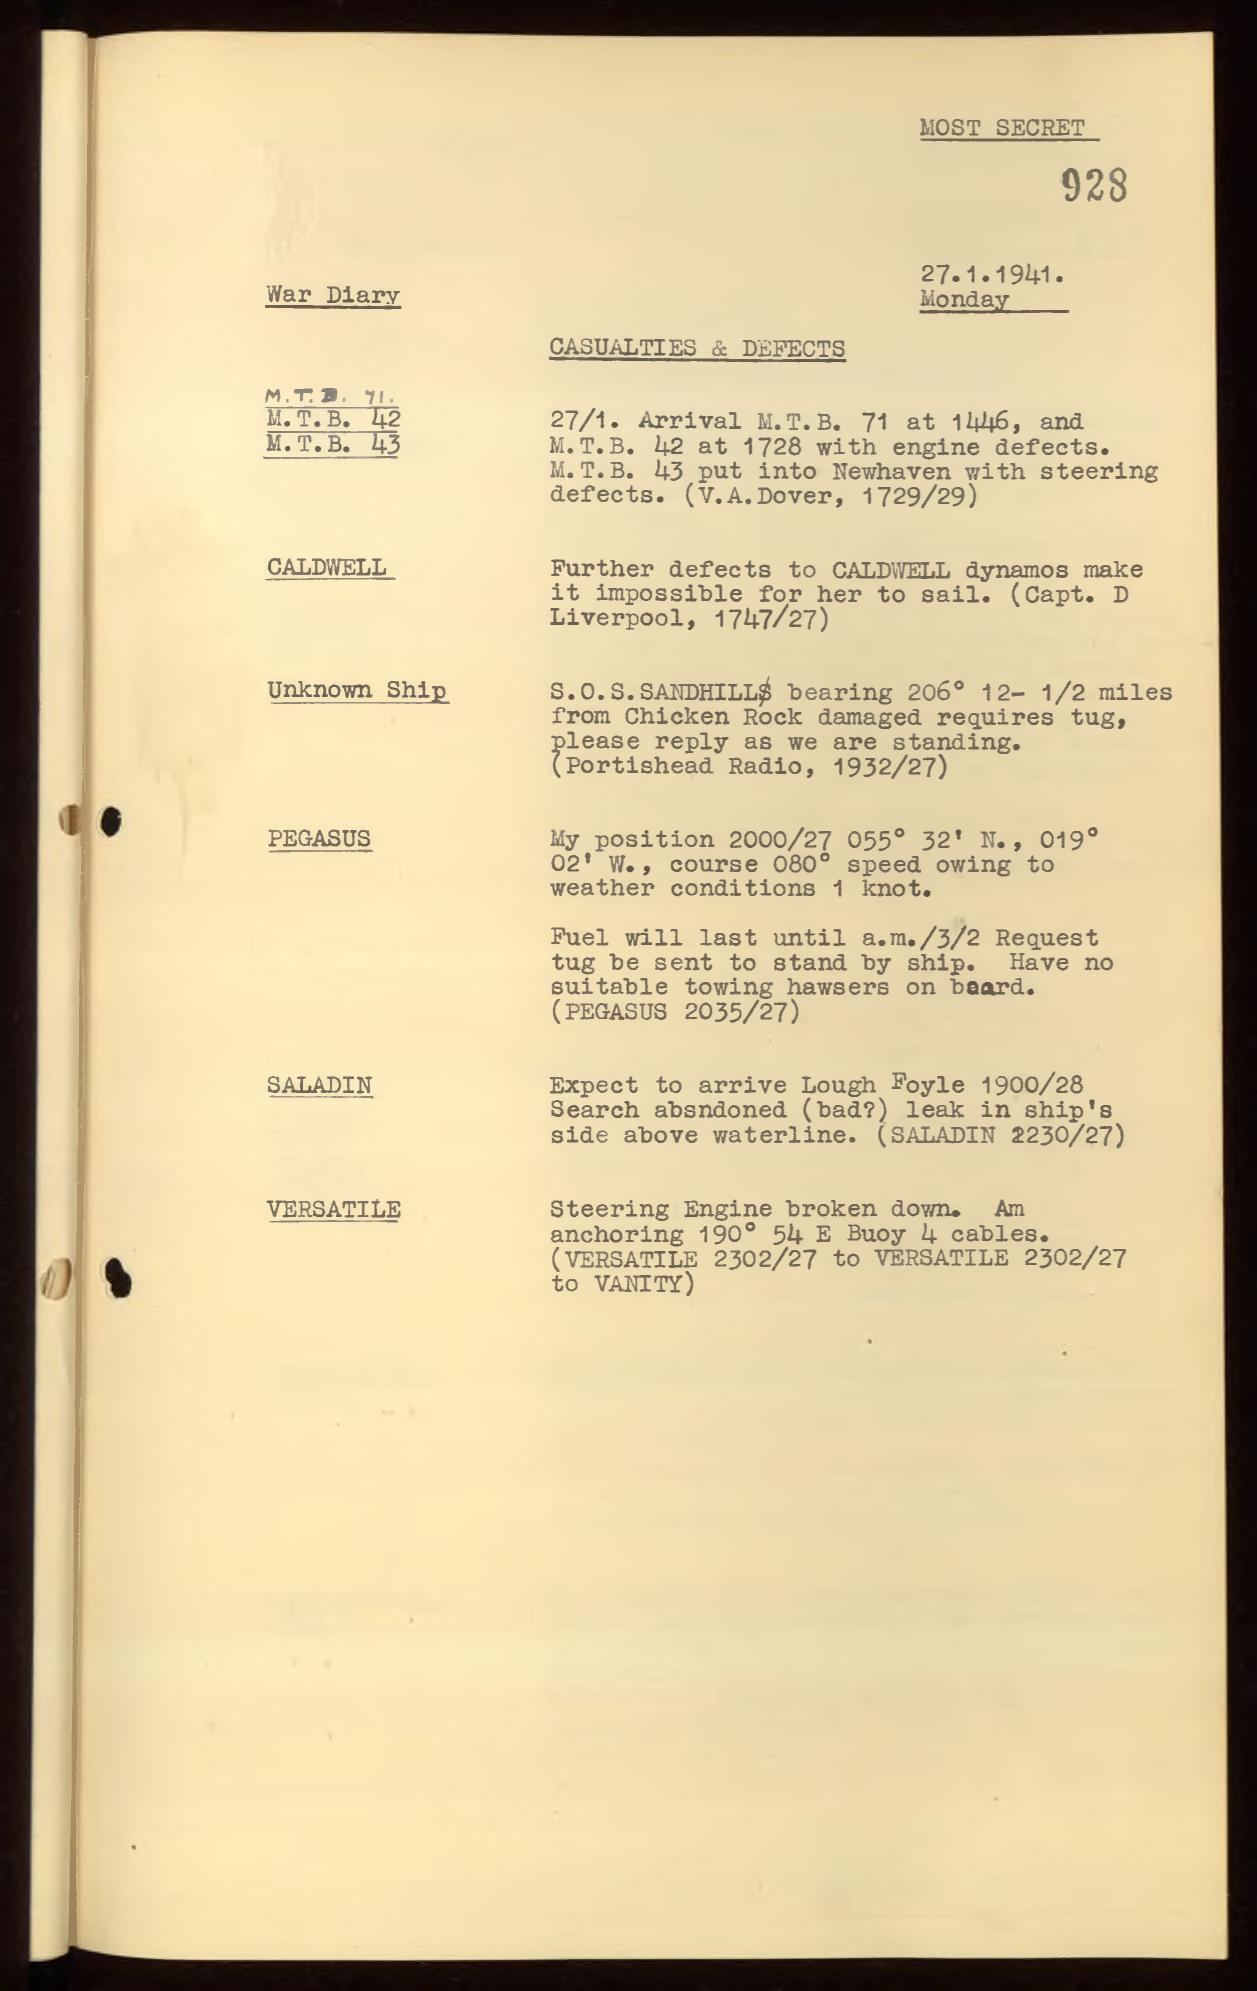 MOST SECRET
928
27.1.1941.
War Diary
Monday
CASUALTIES & DEFECTS
M.T.B. 71.
M.T.B. 42
M.T.B. 43
27/1. Arrival M.T.B. 71 at 1446, and
M.T.B. 42 at 1728 with engine defects.
M.T.B. 43 put into Newhaven with steering
defects. (V.A.Dover, 1729/29)
CALDWELL
Further defects to CALDWELL dynamos make
it impossible for her to sail. (Capt. D
Liverpool, 1747/27)
Unknown Ship
S.O.S.SANDHILL$ bearing 206° 12- 1/2 miles
from Chicken Rock damaged requires tug,
please reply as we are standing.
(Portishead Radio, 1932/27)
PEGASUS
My position 2000/27 055° 32' N., 019°
02' W., course 080° speed owing to
weather conditions 1 knot.
Fuel will last until a.m./3/2 Request
tug be sent to stand by ship. Have no
suitable towing hawsers on baard.
(PEGASUS 2035/27)
SALADIN
Expect to arrive Lough Foyle 1900/28
Search absndoned (bad?) leak in ship's
side above waterline. (SALADIN 2230/27)
VERSATILE
Steering Engine broken down. Am
anchoring 190° 54 E Buoy 4 cables.
(VERSATILE 2302/27 to VERSATILE 2302/27
to VANITY)